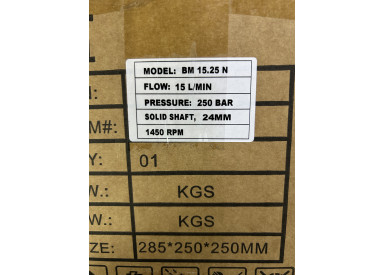 MODEL: BM 15.25 N
FLOW: 15 L/MIN
PRESSURE: 250 BAR
SOLID SHAFT, 24MM
1450 RPM
M#:
Y: 01
W.: KGS
W.: KGS
ZE: 285*250*250MM